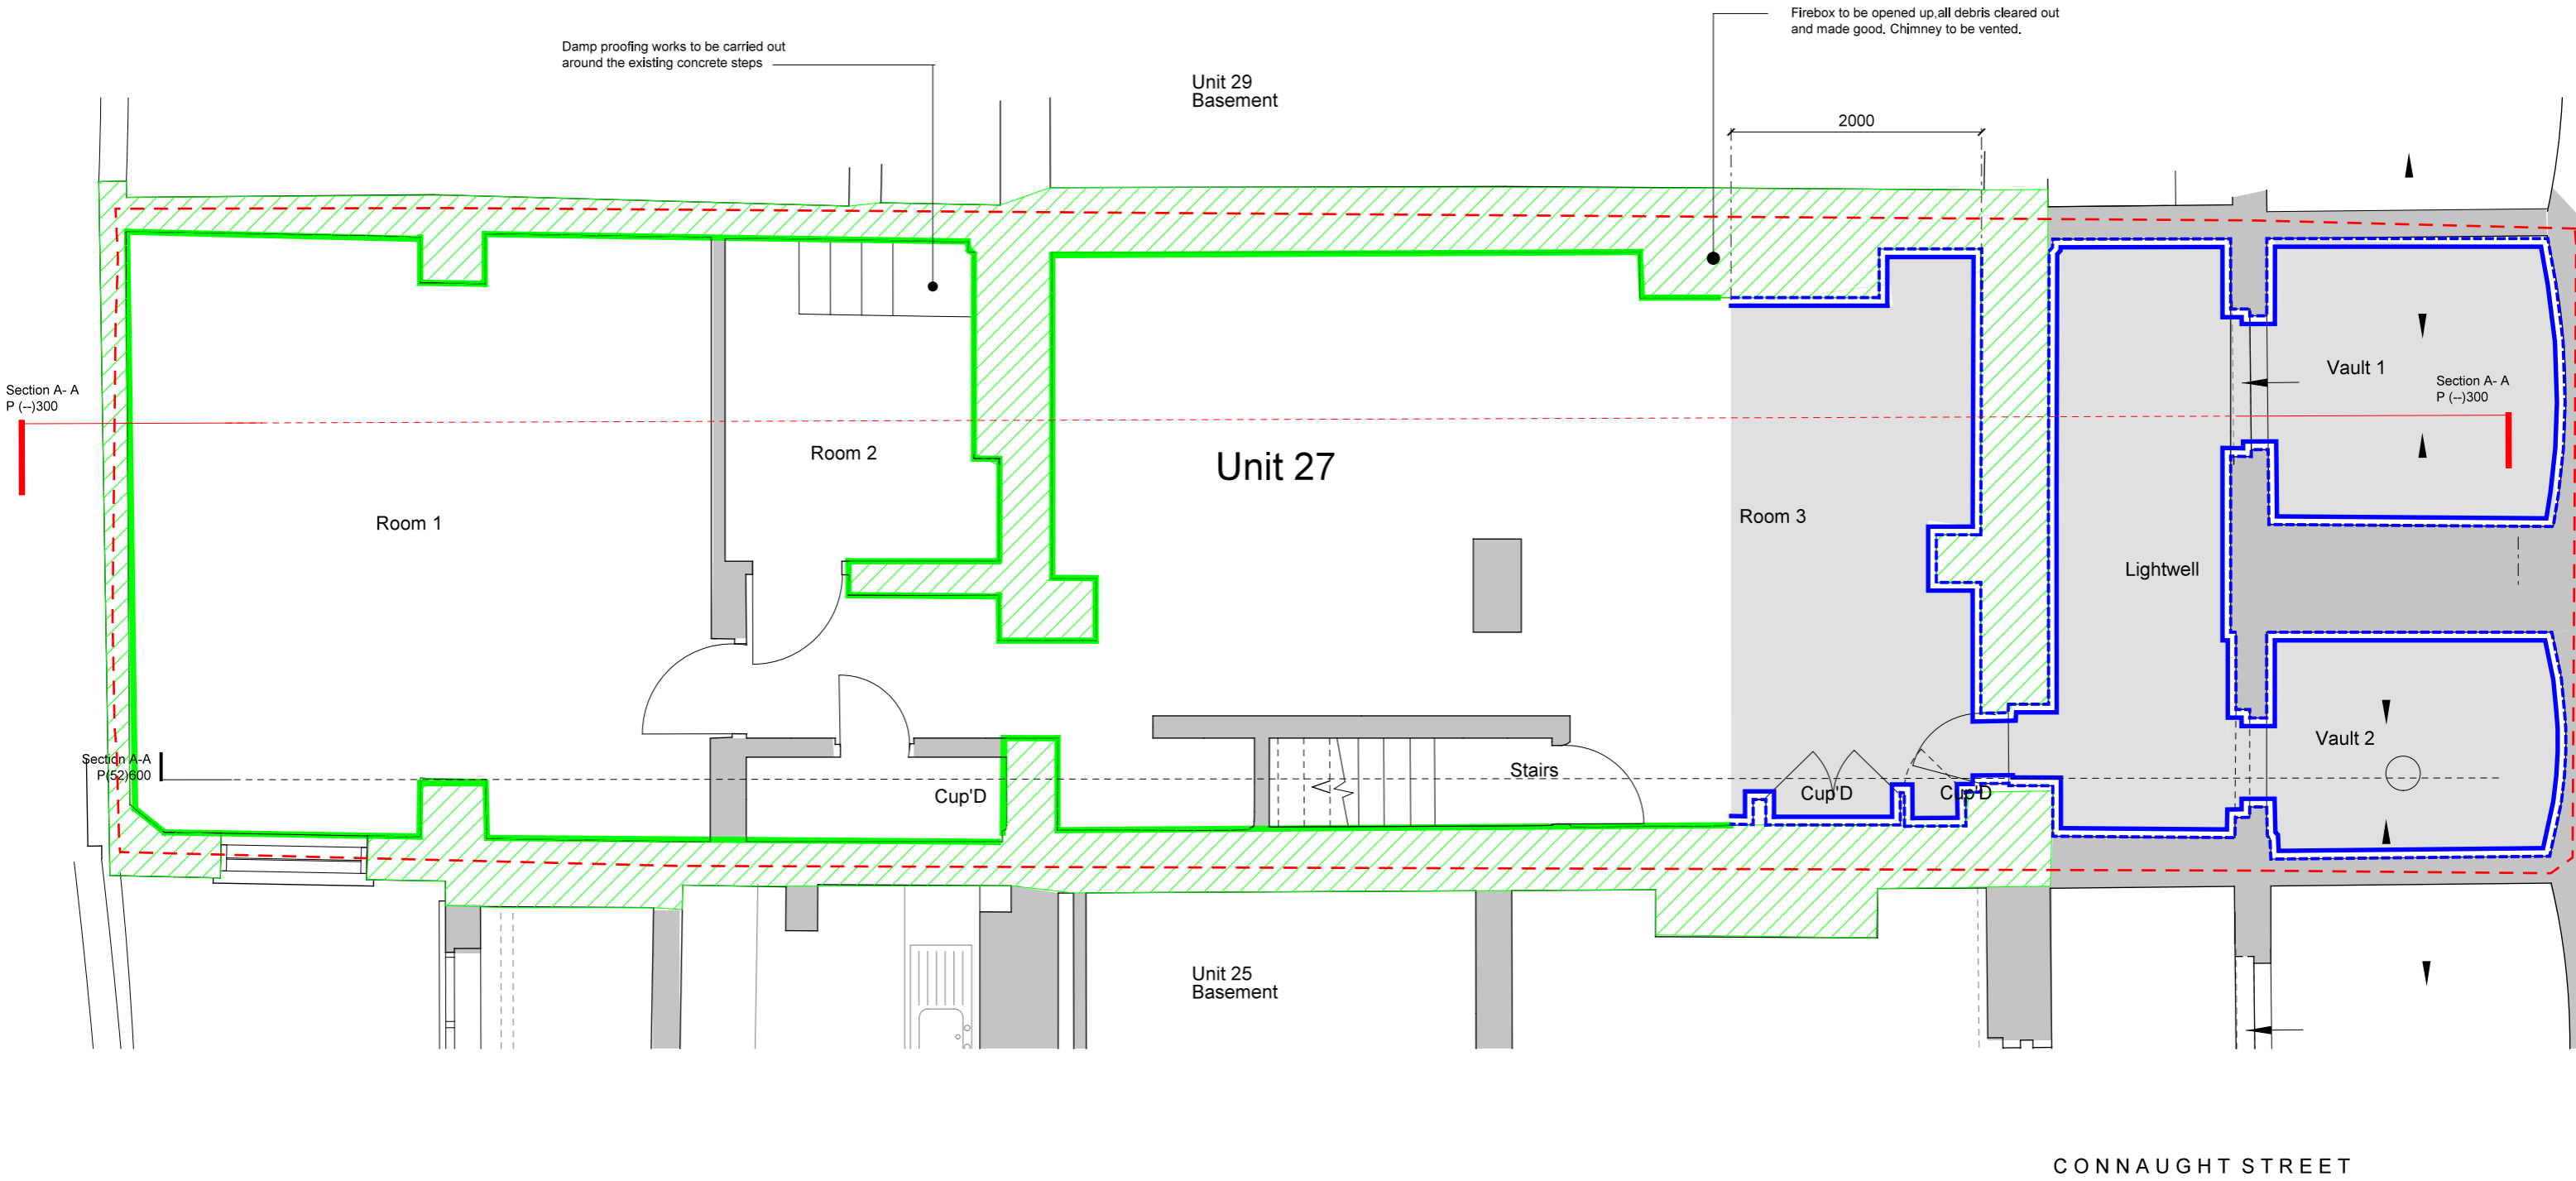 Firebox to be opened up,all debris cleared out
and made good. Chimney to be vented.
Damp proofing works to be carried out
around the existing concrete steps
Unit 29
Basement
2000
Section A- A
P (--)300
Vault 1
Section A- A
P (--)300
Room 2
Unit 27
Room 1
Room 3
Lightwell
Vault 2
Section A-A
P(52)600
Stairs
Cup'D
Cup'D
Cup'D
Unit 25
Basement
CONNAUGHT STREET